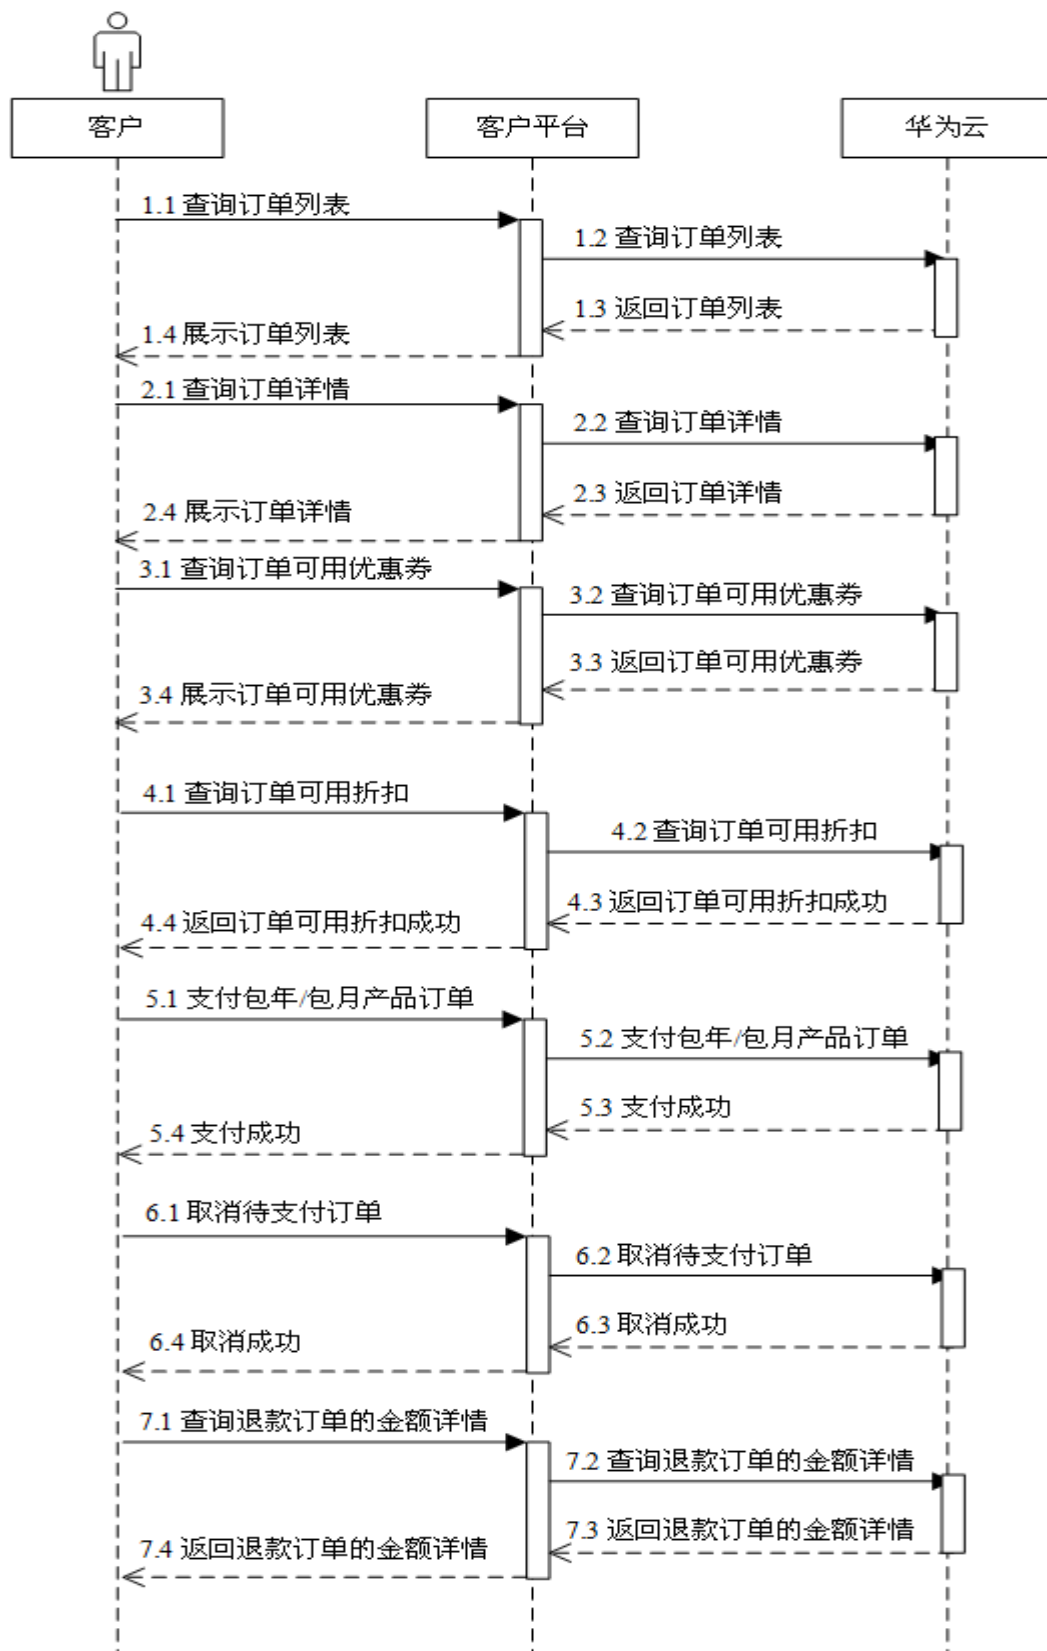 客户
客户平台
华为云
1.1 查询订单列表
1.2 查询订单列表
1.3 返回订单列表
1.4 展示订单列表
2.1 查询订单详情
2.2 查询订单详情
2.3 返回订单详情
2.4 展示订单详情
3.1 查询订单可用优惠券
3.2 查询订单可用优惠券
3.3 返回订单可用优惠券
3.4 展示订单可用优惠券
4.1 查询订单可用折扣
4.2 查询订单可用折扣
4.3 返回订单可用折扣成功
4.4 返回订单可用折扣成功
5.1 支付包年/包月产品订单
5.2 支付包年/包月产品订单
5.3 支付成功
5.4 支付成功
6.1 取消待支付订单
6.2 取消待支付订单
6.3 取消成功
6.4 取消成功
7.1 查询退款订单的金额详情
7.2 查询退款订单的金额详情
7.3 返回退款订单的金额详情
7.4 返回退款订单的金额详情